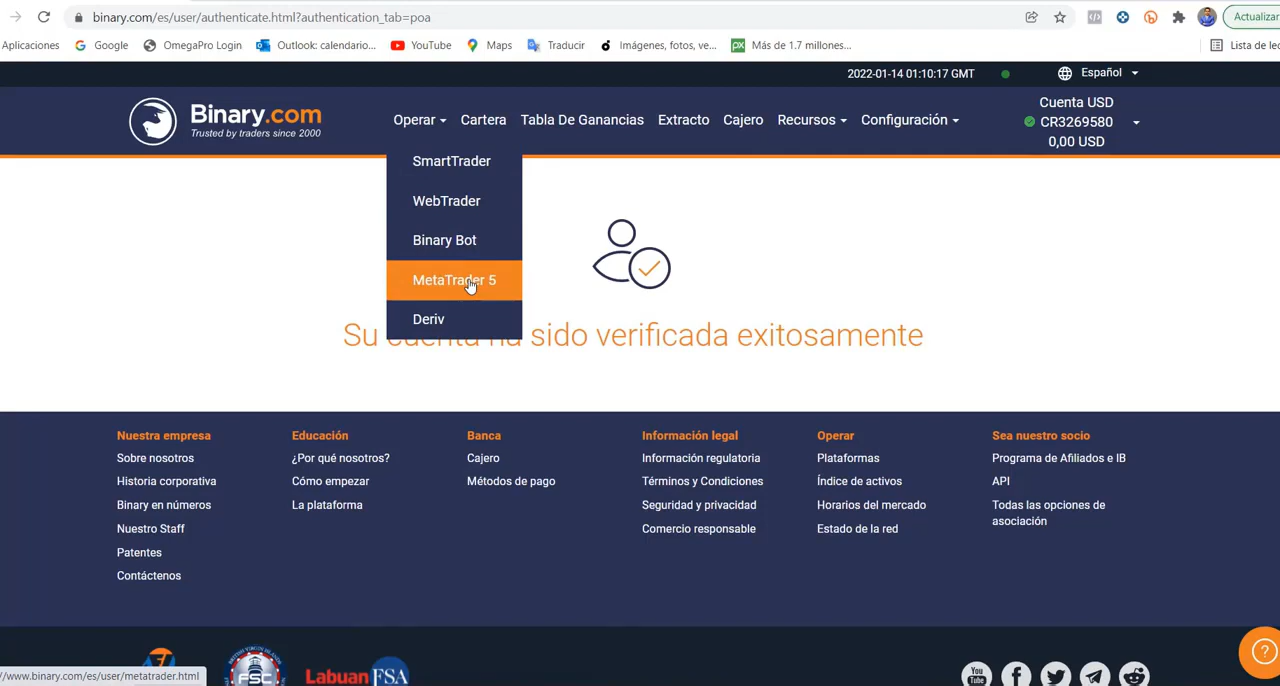 binary.com/es/user/authenticate.html?authentication_tab=poa
Actualizar
Aplicaciones
Google
OmegaPro Login
Outlook: calendario...
YouTube
Maps
Traducir
Imágenes, fotos, ve...
Más de 1.7 millones...
Lista de lec
2022-01-14 01:10:17 GMT
Español
Binary.com
Trusted by traders since 2000
Operar
Cartera
Tabla De Ganancias
Extracto
Cajero
Recursos
Configuración
Cuenta USD
CR3269580
0,00 USD
SmartTrader
WebTrader
Binary Bot
MetaTrader 5
Deriv
Su cuenta ha sido verificada exitosamente
Nuestra empresa
Sobre nosotros
Historia corporativa
Binary en números
Nuestro Staff
Patentes
Contáctenos
Educación
¿Por qué nosotros?
Cómo empezar
La plataforma
Banca
Cajero
Métodos de pago
Información legal
Información regulatoria
Términos y Condiciones
Seguridad y privacidad
Comercio responsable
Operar
Plataformas
Índice de activos
Horarios del mercado
Estado de la red
Sea nuestro socio
Programa de Afiliados e IB
API
Todas las opciones de
asociación
//www.binary.com/es/user/metatrader.html
FSC
Labuan FSA
You
Tube
?